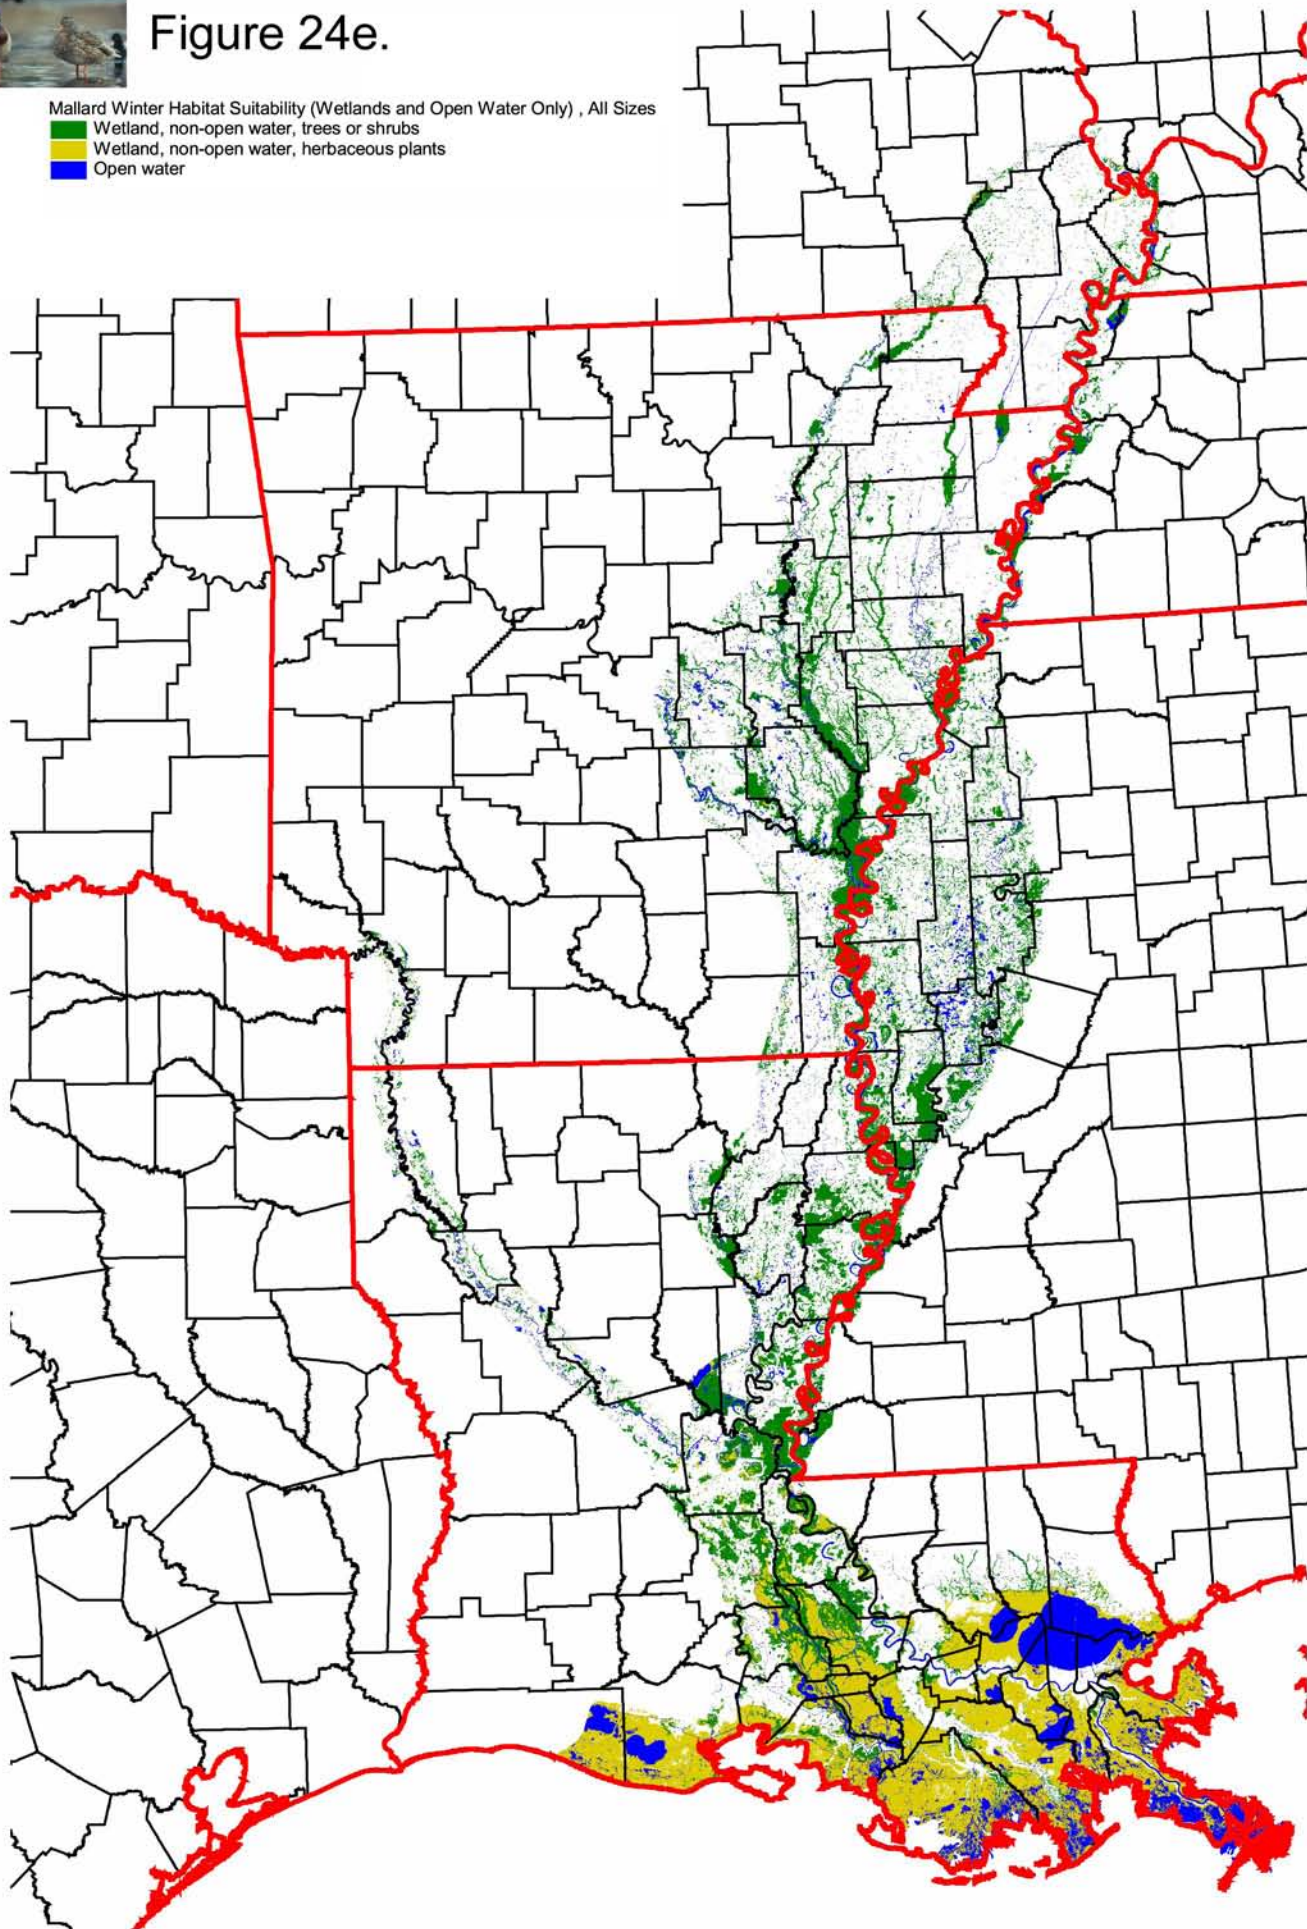 Figure 24e.
Mallard Winter Habitat Suitability (Wetlands and Open Water Only) , All Sizes
Wetland, non-open water, trees or shrubs
Wetland, non-open water, herbaceous plants
Open water